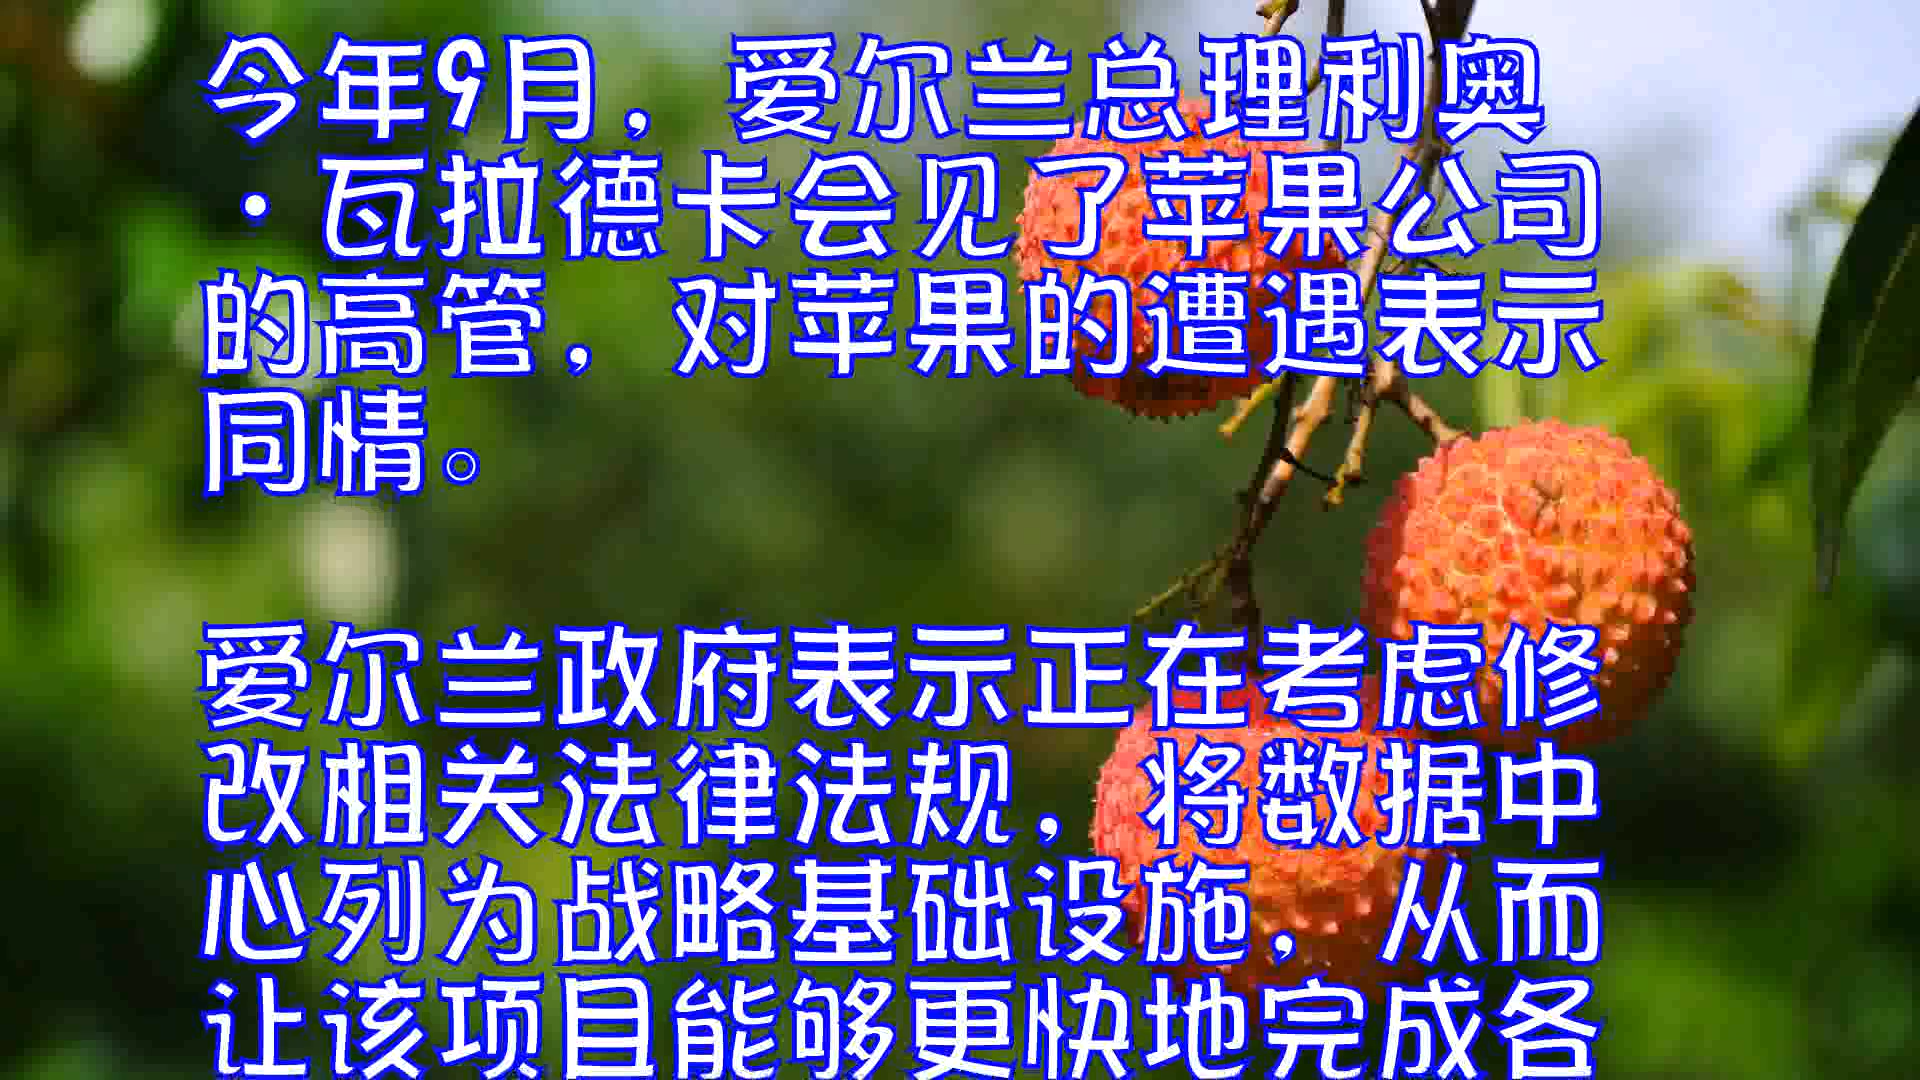 今年9月，爱尔兰总理利奥
·瓦拉德卡会见了苹果公司
的高管，对苹果的遭遇表示
同情。
爱尔兰政府表示正在考虑修
改相关法律法规，将数据中
心列为战略基础设施，从而
让该项目能够更快地完成各